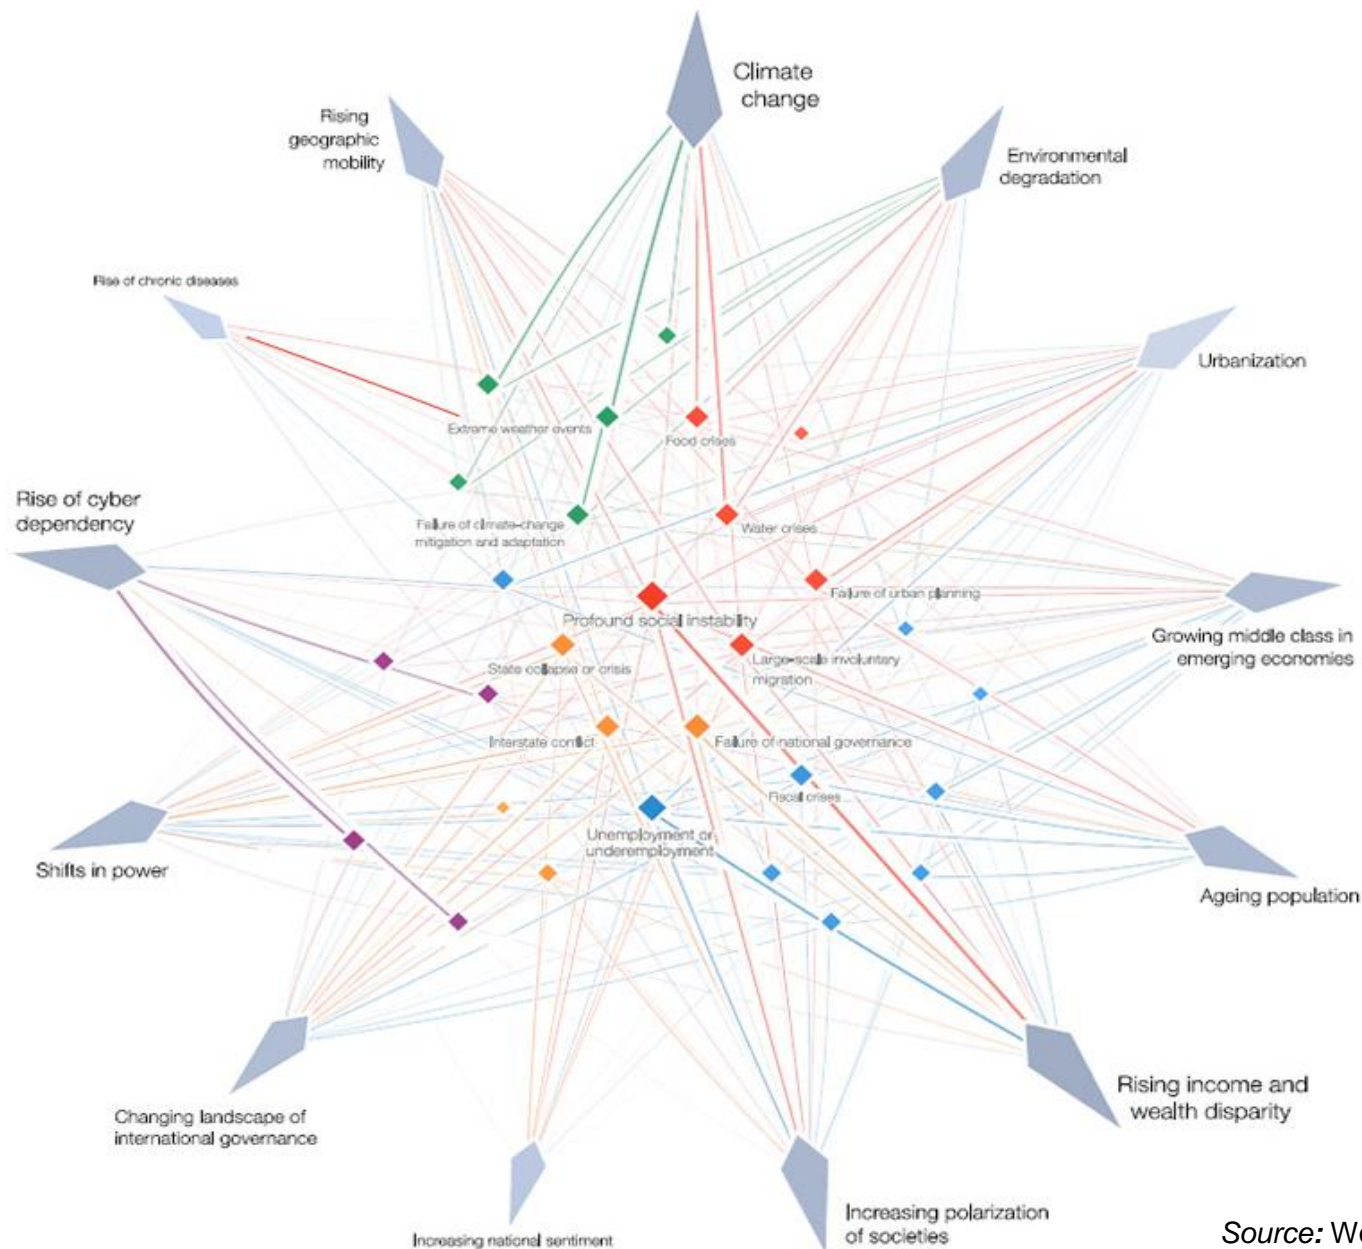 Climate
change
Rising
geographic
mobility
Environmental
degradation
Rise of chronic diseases
Urbanization
Extreme weather events
Food crises
Rise of cyber
dependency
Failure of climate-change
mitigation and adaptation
Water crises
Failure of urban planning
Profound social instability
Growing middle class in
emerging economies
State collapse or crisis
Large-scale involuntary
migration
Interstate conflict
Failure of national governance
Fiscal crises
Unemployment or
underemployment
Shifts in power
Ageing population
Rising income and
wealth disparity
Changing landscape of
international governance
Increasing polarization
of societies
Increasing national sentiment
Source: